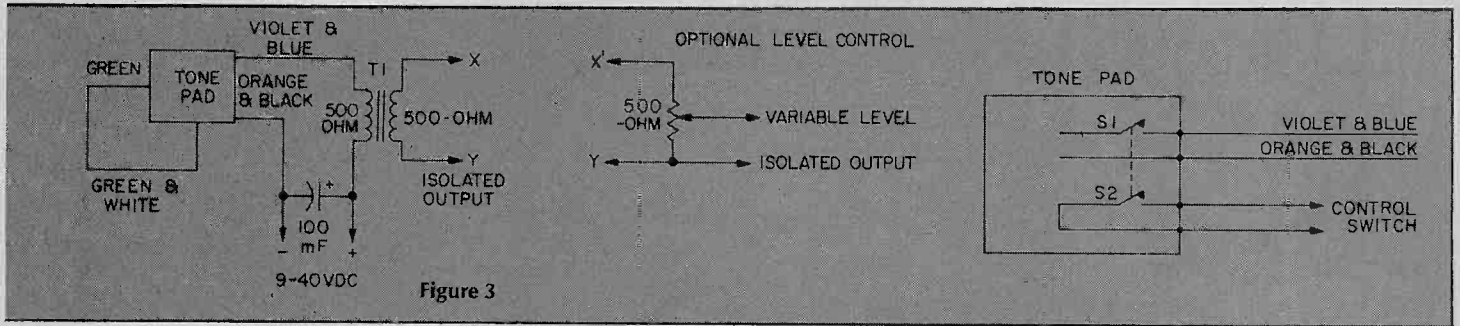 VIOLET &
BLUE
GREEN
TONE
PAD
ORANGE
& BLACK
T1
500
OHM
500-OHM
X
Y
ISOLATED
OUTPUT
GREEN &
WHITE
+
100
mF
-
+
9-40VDC
Figure 3
OPTIONAL LEVEL CONTROL
X'
500
-OHM
VARIABLE LEVEL
Y
ISOLATED OUTPUT
TONE PAD
S1
VIOLET & BLUE
ORANGE & BLACK
S2
CONTROL
SWITCH